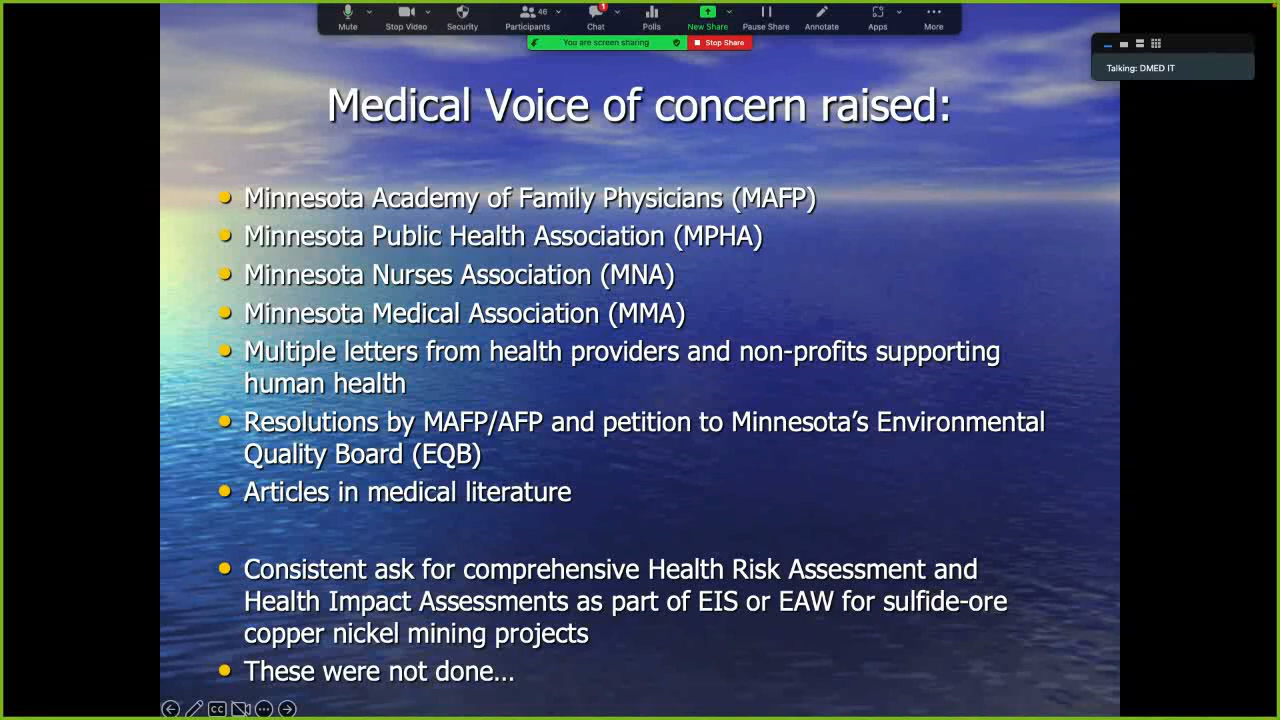 46
1
Mute
Stop Video
Security
Participants
Chat
Polls
New Share
Pause Share
Annotate
Apps
More
You are screen sharing
Stop Share
Talking: DMED IT
Medical Voice of concern raised:
Minnesota Academy of Family Physicians (MAFP)
Minnesota Public Health Association (MPHA)
Minnesota Nurses Association (MNA)
Minnesota Medical Association (MMA)
Multiple letters from health providers and non-profits supporting
human health
Resolutions by MAFP/AFP and petition to Minnesota’s Environmental
Quality Board (EQB)
Articles in medical literature
Consistent ask for comprehensive Health Risk Assessment and
Health Impact Assessments as part of EIS or EAW for sulfide-ore
copper nickel mining projects
These were not done…
CC